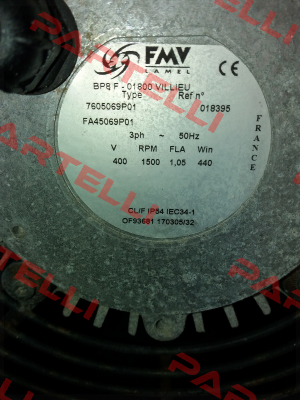 FMV
LAMEL
CE
BP8 F - 01800 VILLIEU
Type Ref n°
7605069P01 018395
FA45069P01
3ph ~ 50Hz
V RPM FLA Win
400 1500 1,05 440
CL/F IP54 IEC34-1
OF93601 170305/32
FRANCE
PARTELLI
PARTELLI
PARTELLI
PARTELLI